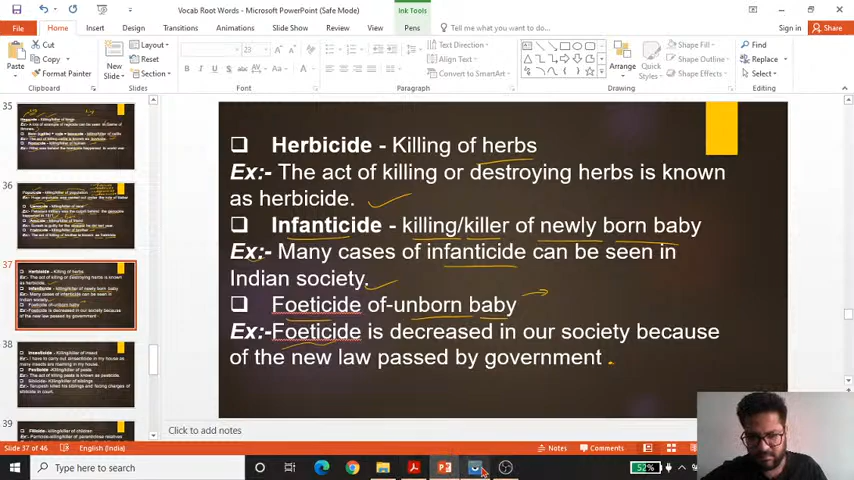 Vocab Root Words - Microsoft PowerPoint (Safe Mode)
Ink Tools
File
Home
Insert
Design
Transitions
Animations
Slide Show
Review
View
Pens
Tell me what you want to do...
Sign in
Share
Paste
Cut
Copy
Format Painter
Clipboard
New
Slide
Layout
Reset
Section
Slides
Font
Text Direction
Align Text
Convert to SmartArt
Paragraph
Arrange
Quick
Styles
Shape Fill
Shape Outline
Shape Effects
Drawing
Find
Replace
Select
Editing
35
36
37
38
39
Herbicide - Killing of herbs
Ex:- The act of killing or destroying herbs is known
as herbicide.
Infanticide - killing/killer of newly born baby
Ex:- Many cases of infanticide can be seen in
Indian society.
Foeticide of-unborn baby
Ex:-Foeticide is decreased in our society because
of the new law passed by government .
Click to add notes
Slide 37 of 46
English (India)
Notes
Comments
Type here to search
52%